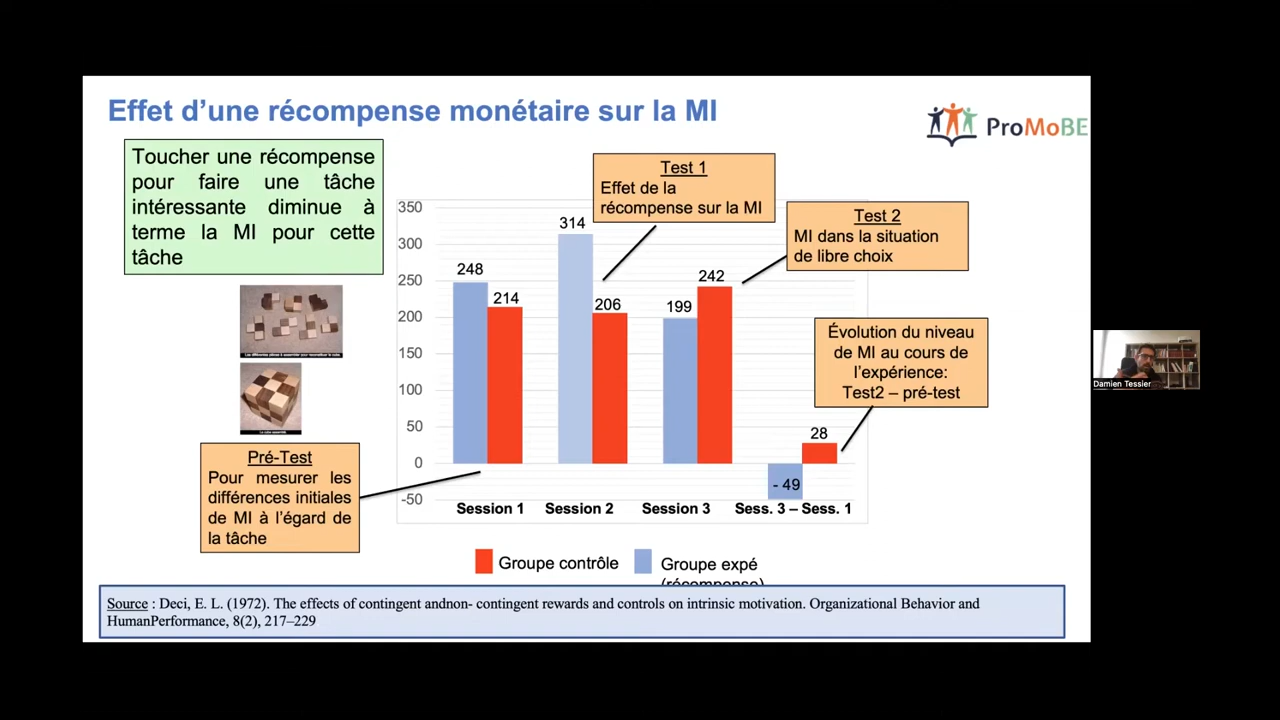 Effet d’une récompense monétaire sur la MI
ProMoBE
Toucher une récompense
pour faire une tâche
intéressante diminue à
terme la MI pour cette
tâche
Test 1
Effet de la
récompense sur la MI
Test 2
MI dans la situation
de libre choix
Évolution du niveau
de MI au cours de
l’expérience:
Test2 – pré-test
Pré-Test
Pour mesurer les
différences initiales
de MI à l’égard de
la tâche
350
300
250
200
150
100
50
0
-50
248
214
314
206
199
242
- 49
28
Session 1
Session 2
Session 3
Sess. 3 – Sess. 1
Groupe contrôle
Groupe expé
(récompense)
Source : Deci, E. L. (1972). The effects of contingent andnon- contingent rewards and controls on intrinsic motivation. Organizational Behavior and
HumanPerformance, 8(2), 217–229
Damien Tessier